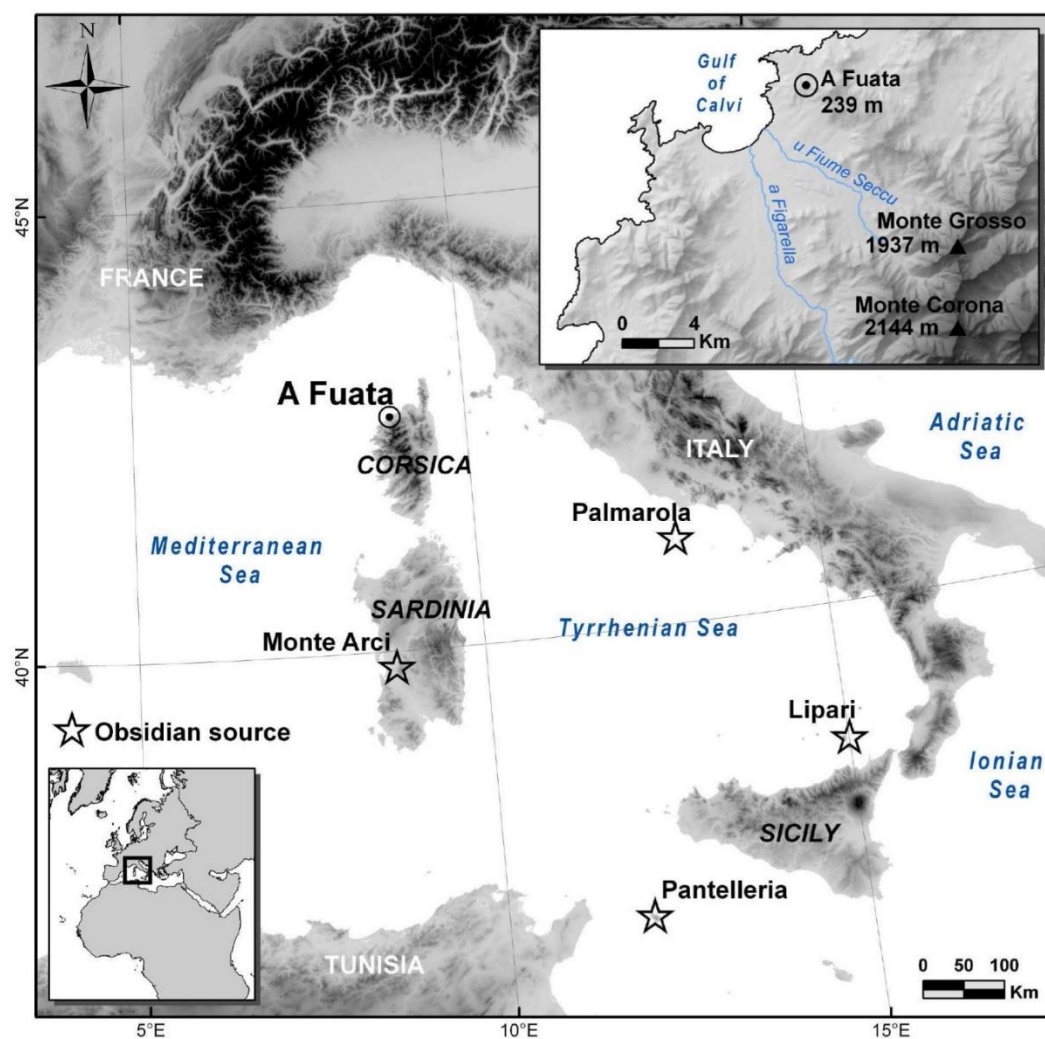 N
Gulf
of
Calvi
A Fuata
239 m
u Fiume Seccu
a Figarella
Monte Grosso
1937 m
Monte Corona
2144 m
0 4
Km
45°N
FRANCE
A Fuata
CORSICA
ITALY
Adriatic
Sea
Palmarola
Mediterranean
Sea
SARDINIA
Monte Arci
Tyrrhenian Sea
40°N
Obsidian source
Lipari
Ionian
Sea
SICILY
Pantelleria
TUNISIA
0 50 100
Km
5°E
10°E
15°E